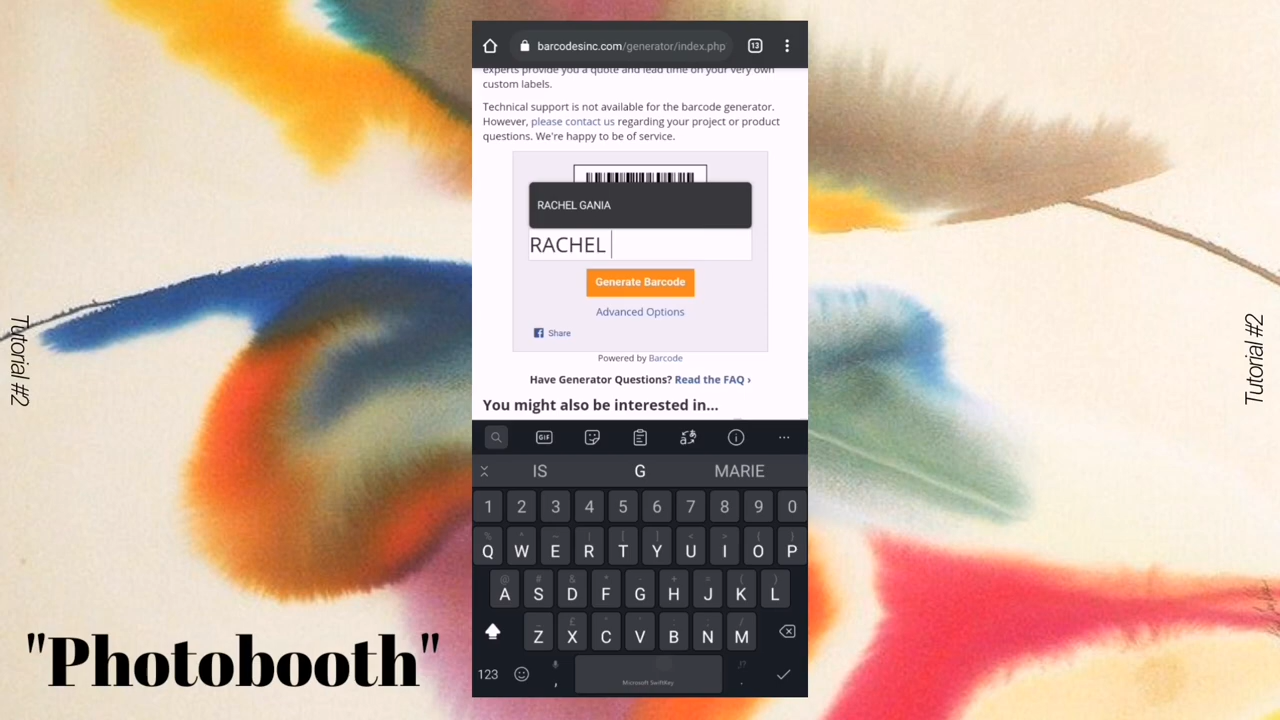 barcodesinc.com/generator/index.php
13
experts provide you a quote and lead time on your very own
custom labels.
Technical support is not available for the barcode generator.
However, please contact us regarding your project or product
questions. We're happy to be of service.
RACHEL GANIA
RACHEL
Generate Barcode
Advanced Options
Share
Powered by Barcode
Have Generator Questions? Read the FAQ ›
You might also be interested in...
GIF
IS G MARIE
1 2 3 4 5 6 7 8 9 0
Q W E R T Y U I O P
A S D F G H J K L
Z X C V B N M
123 , .
Microsoft SwiftKey
Tutorial #2
Tutorial #2
"Photobooth"